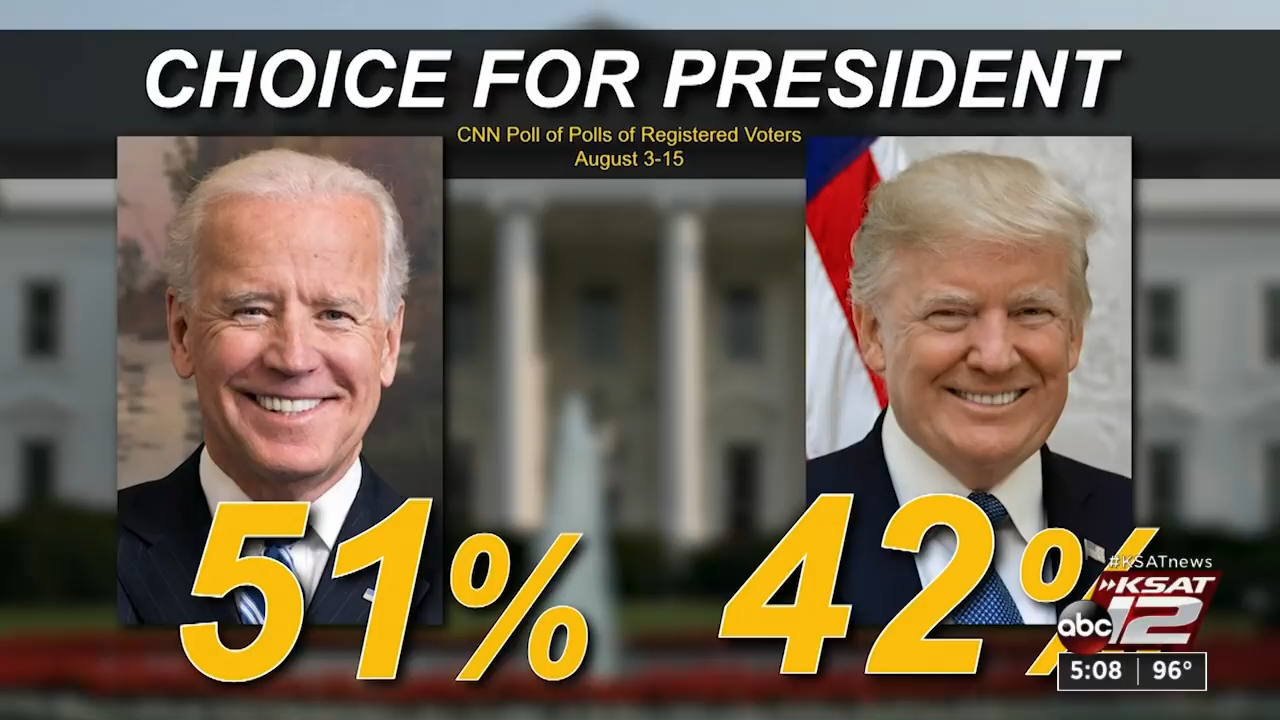 CHOICE FOR PRESIDENT
CNN Poll of Polls of Registered Voters
August 3-15
51%
42%
#KSATnews
KSAT
abc 12
5:08 96°